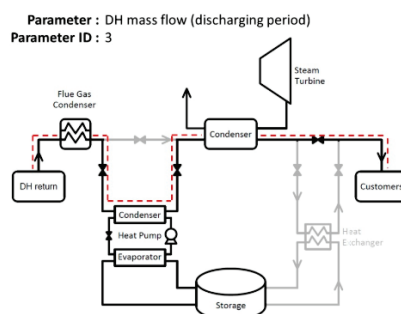 Parameter : DH mass flow (discharging period)
Parameter ID : 3
Steam
Turbine
Flue Gas
Condenser
Condenser
DH return
Customers
Condenser
Heat Pump
Evaporator
Heat
Exchanger
Storage